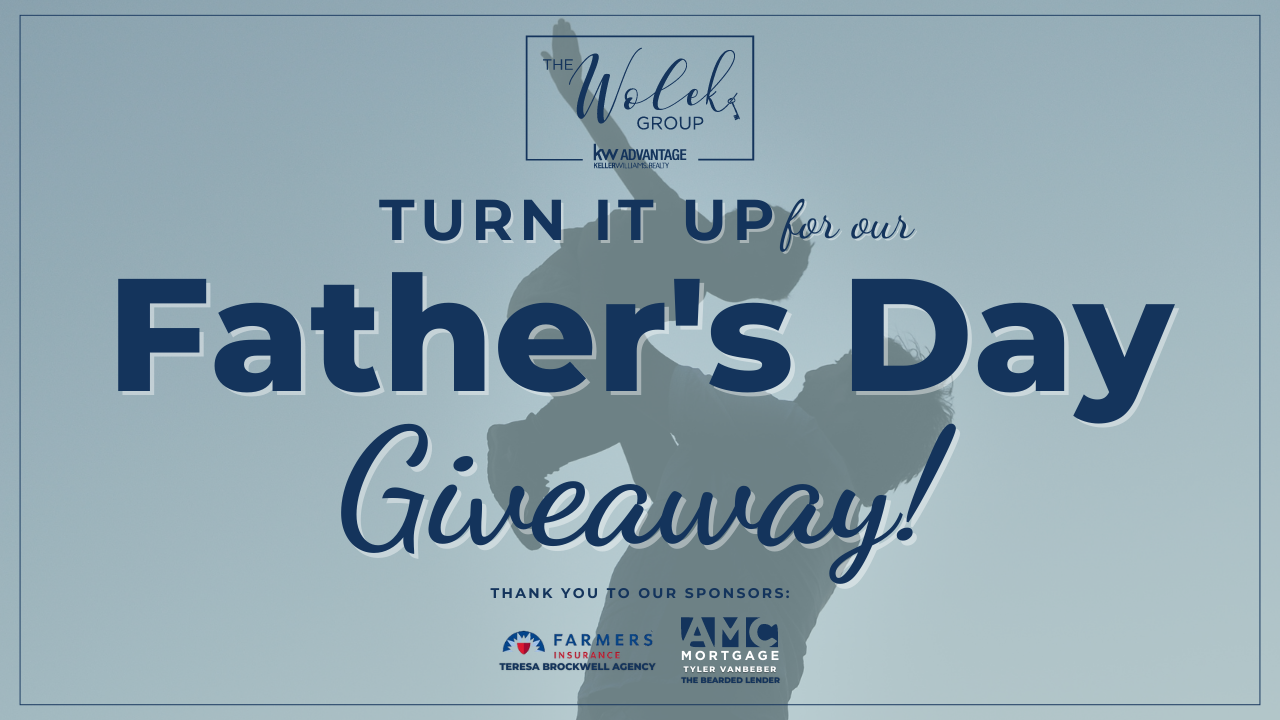 THE Wolek
GROUP
kw ADVANTAGE
KELLERWILLIAMS. REALTY
TURN IT UP for our
Father's Day
Giveaway!
THANK YOU TO OUR SPONSORS:
FARMERS
INSURANCE
TERESA BROCKWELL AGENCY
AMC
MORTGAGE
TYLER VANBEBER
THE BEARDED LENDER